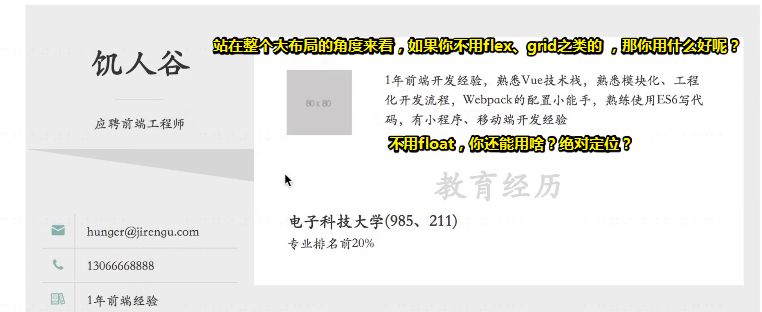 站在整个大布局的角度来看，如果你不用flex、grid之类的 ，那你用什么好呢？
饥人谷
应聘前端工程师
80 x 80
1年前端开发经验，熟悉Vue技术栈，熟悉模块化、工程
化开发流程，Webpack的配置小能手，熟练使用ES6写代
码，有小程序、移动端开发经验
不用float，你还能用啥？绝对定位？
教育经历
电子科技大学(985、211)
专业排名前20%
hunger@jirengu.com
13066668888
1年前端经验